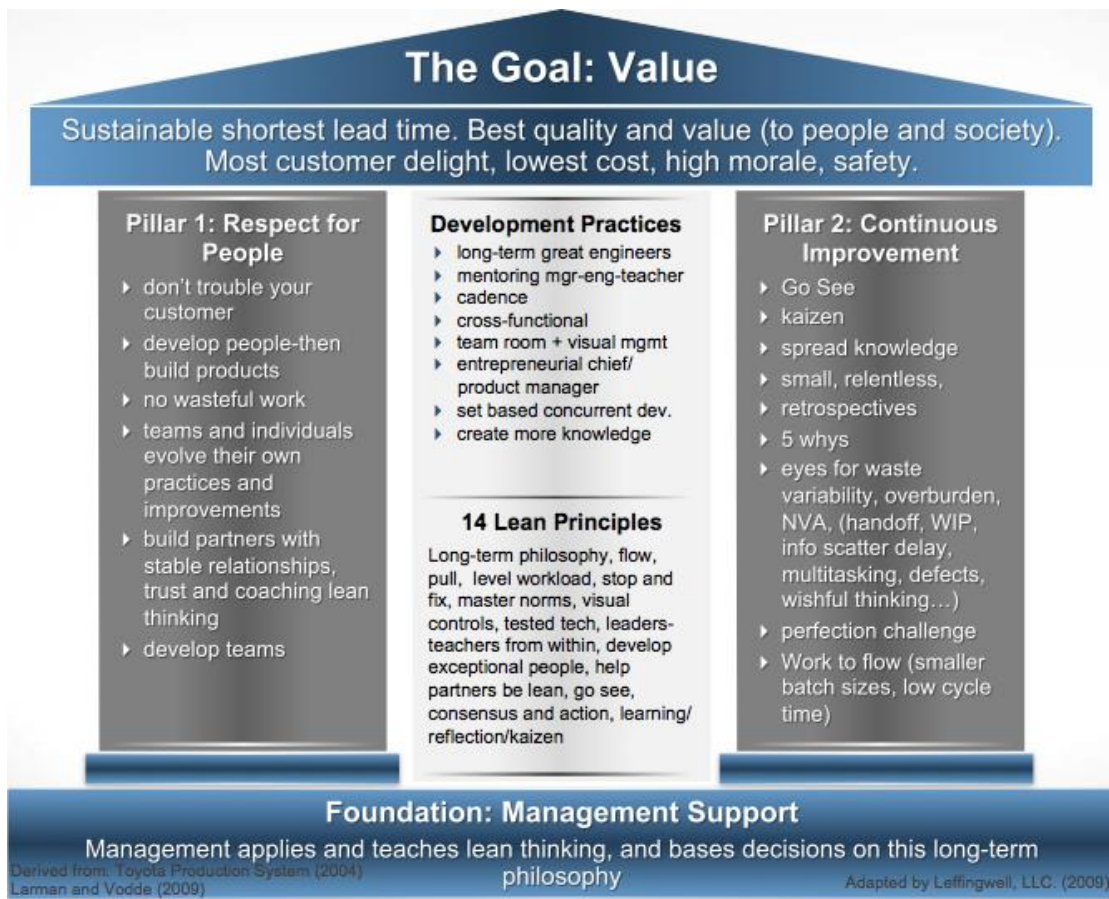 The Goal: Value
Sustainable shortest lead time. Best quality and value (to people and society).
Most customer delight, lowest cost, high morale, safety.
Pillar 1: Respect for
People
don't trouble your
customer
develop people-then
build products
no wasteful work
teams and individuals
evolve their own
practices and
improvements
build partners with
stable relationships,
trust and coaching lean
thinking
develop teams
Development Practices
long-term great engineers
mentoring mgr-eng-teacher
cadence
cross-functional
team room + visual mgmt
entrepreneurial chief/
product manager
set based concurrent dev.
create more knowledge
14 Lean Principles
Long-term philosophy, flow,
pull, level workload, stop and
fix, master norms, visual
controls, tested tech, leaders-
teachers from within, develop
exceptional people, help
partners be lean, go see,
consensus and action, learning/
reflection/kaizen
Pillar 2: Continuous
Improvement
Go See
kaizen
spread knowledge
small, relentless,
retrospectives
5 whys
eyes for waste
variability, overburden,
NVA, (handoff, WIP,
info scatter delay,
multitasking, defects,
wishful thinking…)
perfection challenge
Work to flow (smaller
batch sizes, low cycle
time)
Foundation: Management Support
Management applies and teaches lean thinking, and bases decisions on this long-term
philosophy
Derived from: Toyota Production System (2004)
Larman and Vodde (2009)
Adapted by Leffingwell, LLC. (2009)